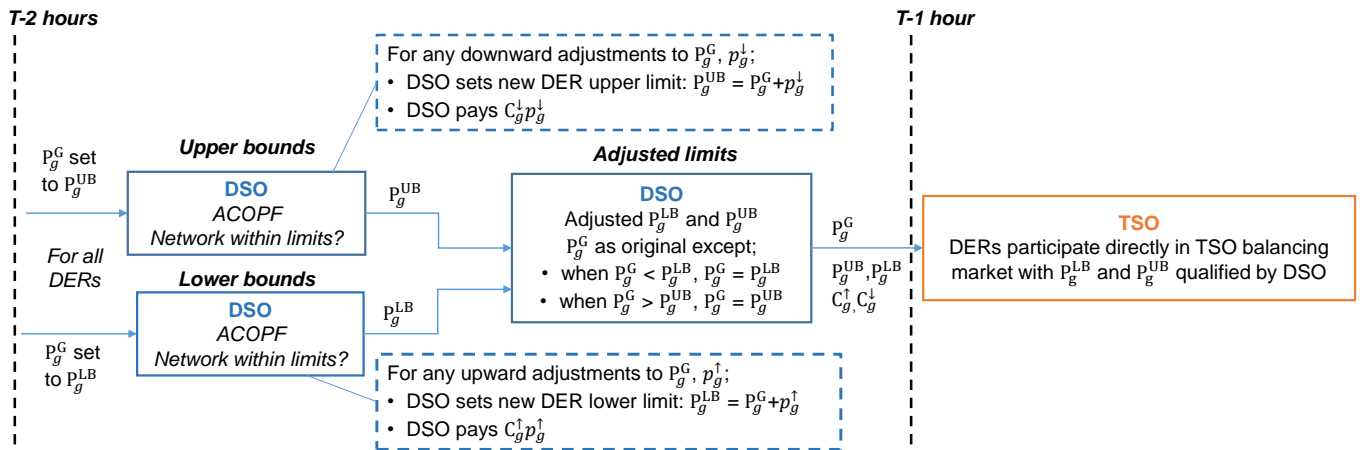 T-2 hours
T-1 hour
For any downward adjustments to P_g^G, p_g^↓;
• DSO sets new DER upper limit: P_g^UB = P_g^G+p_g^↓
• DSO pays C_g^↓p_g^↓
Upper bounds
P_g^G set
to P_g^UB
DSO
ACOPF
Network within limits?
P_g^UB
For all
DERs
Lower bounds
DSO
ACOPF
Network within limits?
P_g^LB
P_g^G set
to P_g^LB
For any upward adjustments to P_g^G, p_g^↑;
• DSO sets new DER lower limit: P_g^LB = P_g^G+p_g^↑
• DSO pays C_g^↑p_g^↑
Adjusted limits
DSO
Adjusted P_g^LB and P_g^UB
P_g^G as original except;
• when P_g^G < P_g^LB, P_g^G = P_g^LB
• when P_g^G > P_g^UB, P_g^G = P_g^UB
P_g^G
P_g^UB,P_g^LB
C_g^↑,C_g^↓
TSO
DERs participate directly in TSO balancing
market with P_g^LB and P_g^UB qualified by DSO